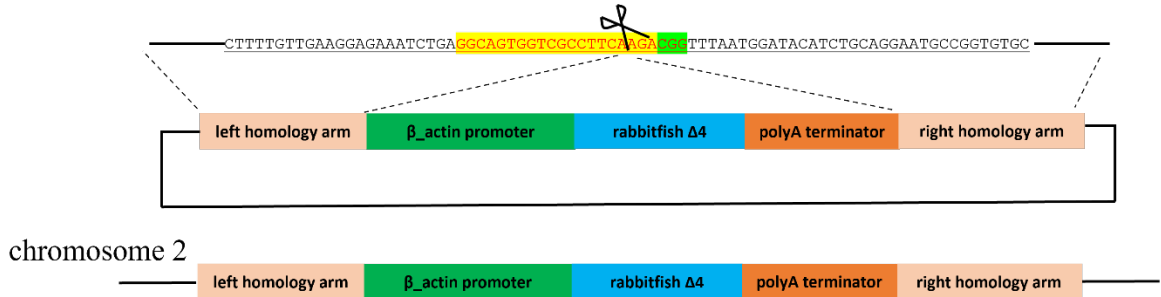 CTTTTGTTGAAGGAGAAATCTGAGGCAGTGGTCGCCTTCAAGACGGTTTAATGGATACATCTGCAGGAATGCCGGTGTGC
left homology arm β_actin promoter rabbitfish Δ4 polyA terminator right homology arm
chromosome 2
left homology arm β_actin promoter rabbitfish Δ4 polyA terminator right homology arm